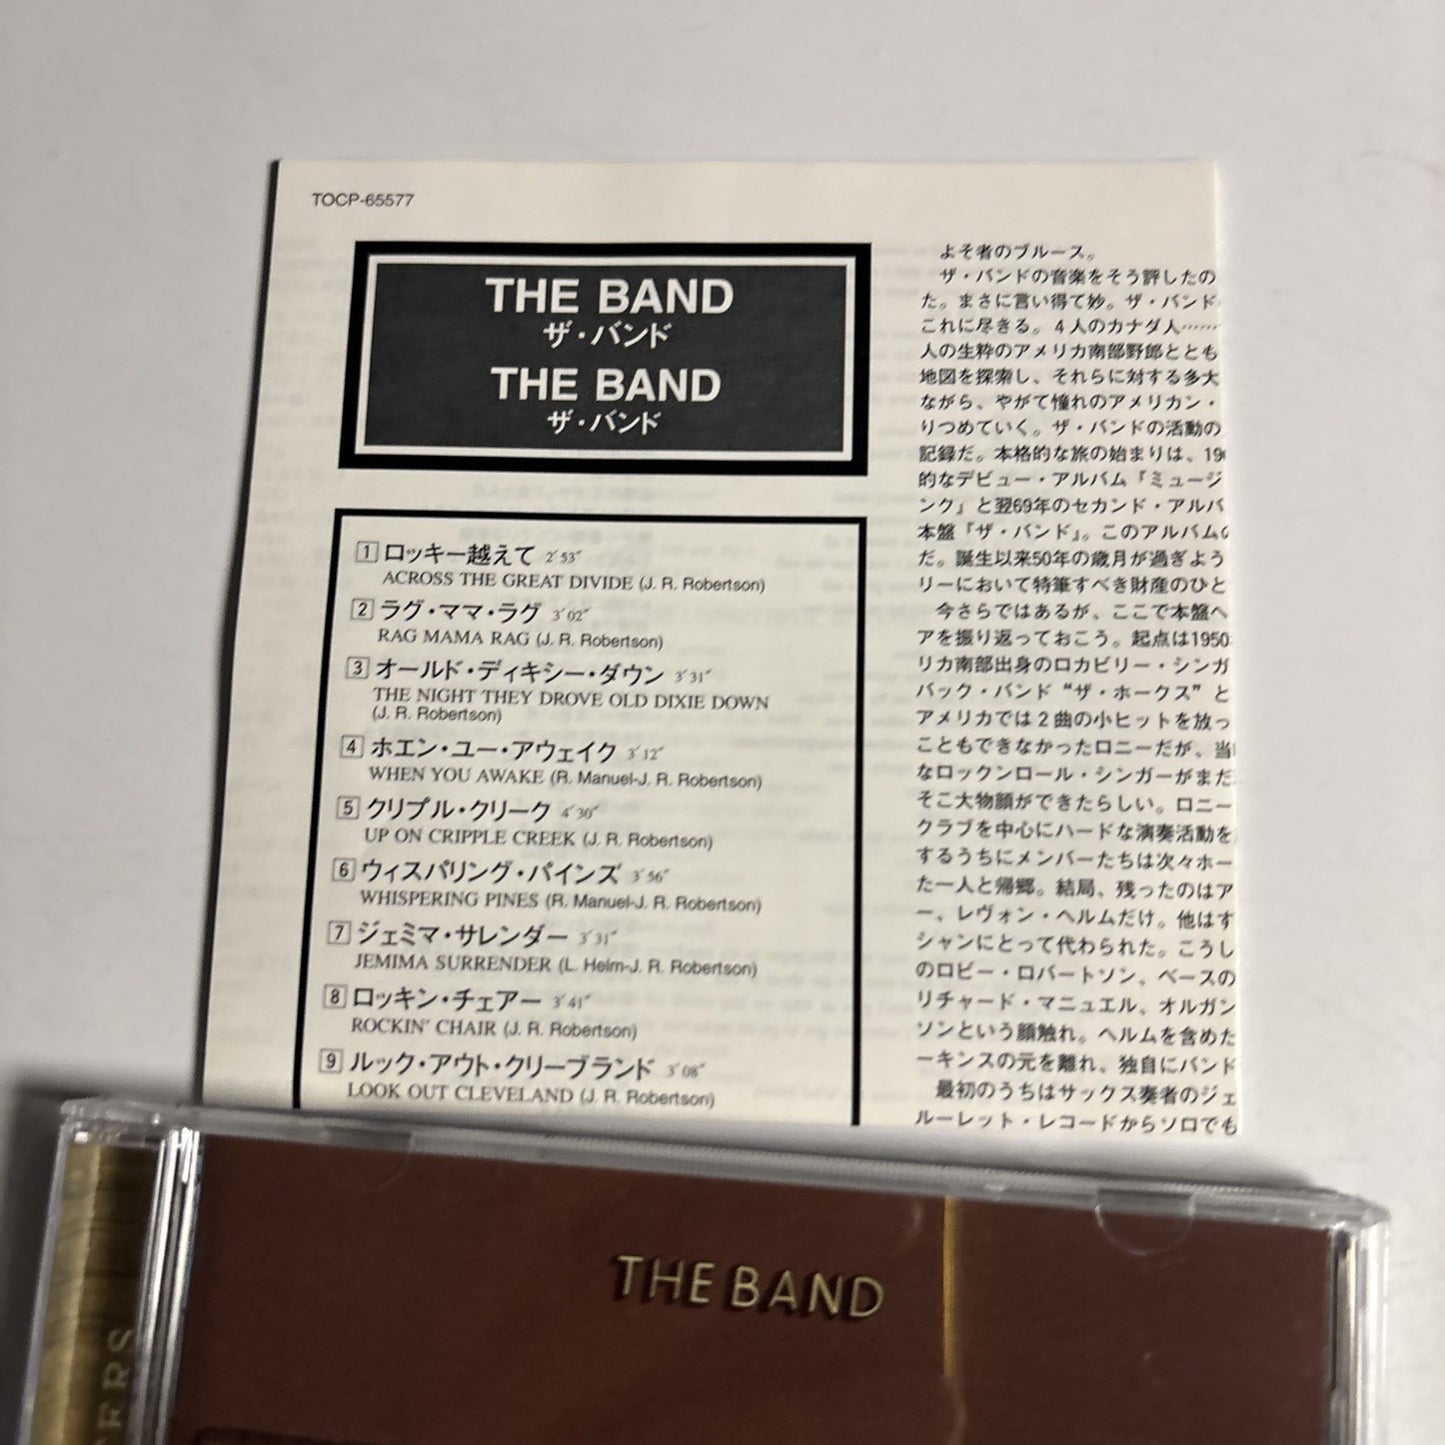 TOCP-65577
THE BAND
ザ・バンド
THE BAND
ザ・バンド
1 ロッキー越えて 2′53″
ACROSS THE GREAT DIVIDE (J. R. Robertson)
2 ラグ・ママ・ラグ 3′02″
RAG MAMA RAG (J. R. Robertson)
3 オールド・ディキシー・ダウン 3′31″
THE NIGHT THEY DROVE OLD DIXIE DOWN
(J. R. Robertson)
4 ホエン・ユー・アウェイク 3′12″
WHEN YOU AWAKE (R. Manuel-J. R. Robertson)
5 クリプル・クリーク 4′30″
UP ON CRIPPLE CREEK (J. R. Robertson)
6 ウィスパリング・パインズ 3′56″
WHISPERING PINES (R. Manuel-J. R. Robertson)
7 ジェミマ・サレンダー 3′31″
JEMIMA SURRENDER (L. Helm-J. R. Robertson)
8 ロッキン・チェアー 3′41″
ROCKIN' CHAIR (J. R. Robertson)
9 ルック・アウト・クリーブランド 3′08″
LOOK OUT CLEVELAND (J. R. Robertson)
よそ者のブルース。
ザ・バンドの音楽をそう評したの
た。まさに言い得て妙。ザ・バンド
これに尽きる。4人のカナダ人……
人の生粋のアメリカ南部野郎ととも
地図を探索し、それらに対する多大
ながら、やがて憧れのアメリカン・
りつめていく。ザ・バンドの活動の
記録だ。本格的な旅の始まりは、19
的なデビュー・アルバム『ミュージ
ンク』と翌69年のセカンド・アルバ
本盤『ザ・バンド』。このアルバムの
だ。誕生以来50年の歳月が過ぎよう
リーにおいて特筆すべき財産のひと
今さらではあるが、ここで本盤へ
アを振り返っておこう。起点は1950
リカ南部出身のロカビリー・シンガ
バック・バンド“ザ・ホークス”と
アメリカでは2曲の小ヒットを放っ
こともできなかったロニーだが、当
なロックンロール・シンガーがまだ
そこ大物顔ができたらしい。ロニー
クラブを中心にハードな演奏活動を
するうちにメンバーたちは次々ホー
た一人と帰郷。結局、残ったのはア
ー、レヴォン・ヘルムだけ。他はす
シャンにとって代わられた。こうし
のロビー・ロバートソン、ベースの
リチャード・マニュエル、オルガン
ソンという顔触れ。ヘルムを含めた
ーキンスの元を離れ、独自にバンド
最初のうちはサックス奏者のジェ
ルーレット・レコードからソロでも
THE BAND
ERS